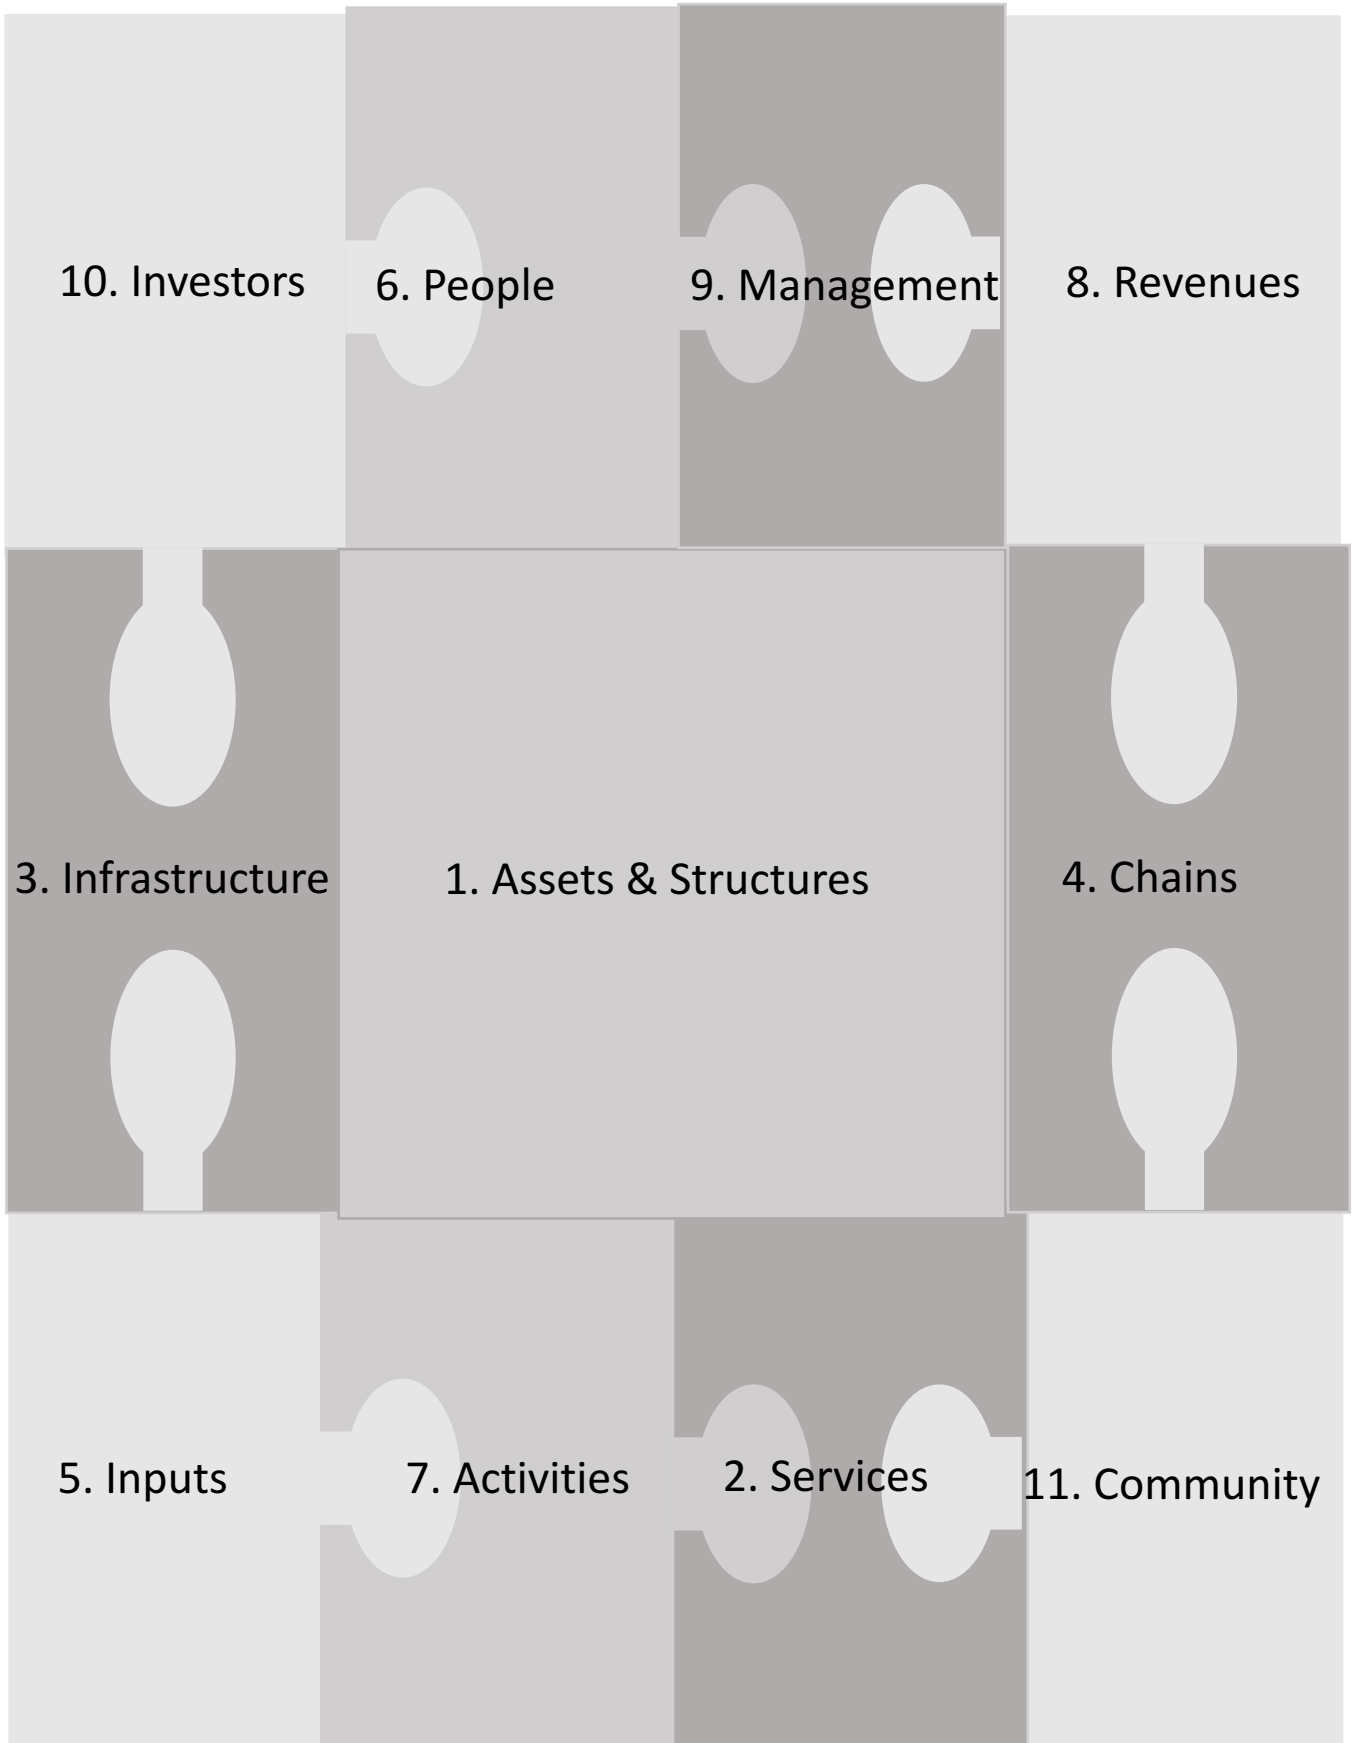 10. Investors
6. People
9. Management
8. Revenues
3. Infrastructure
1. Assets & Structures
4. Chains
5. Inputs
7. Activities
2. Services
11. Community